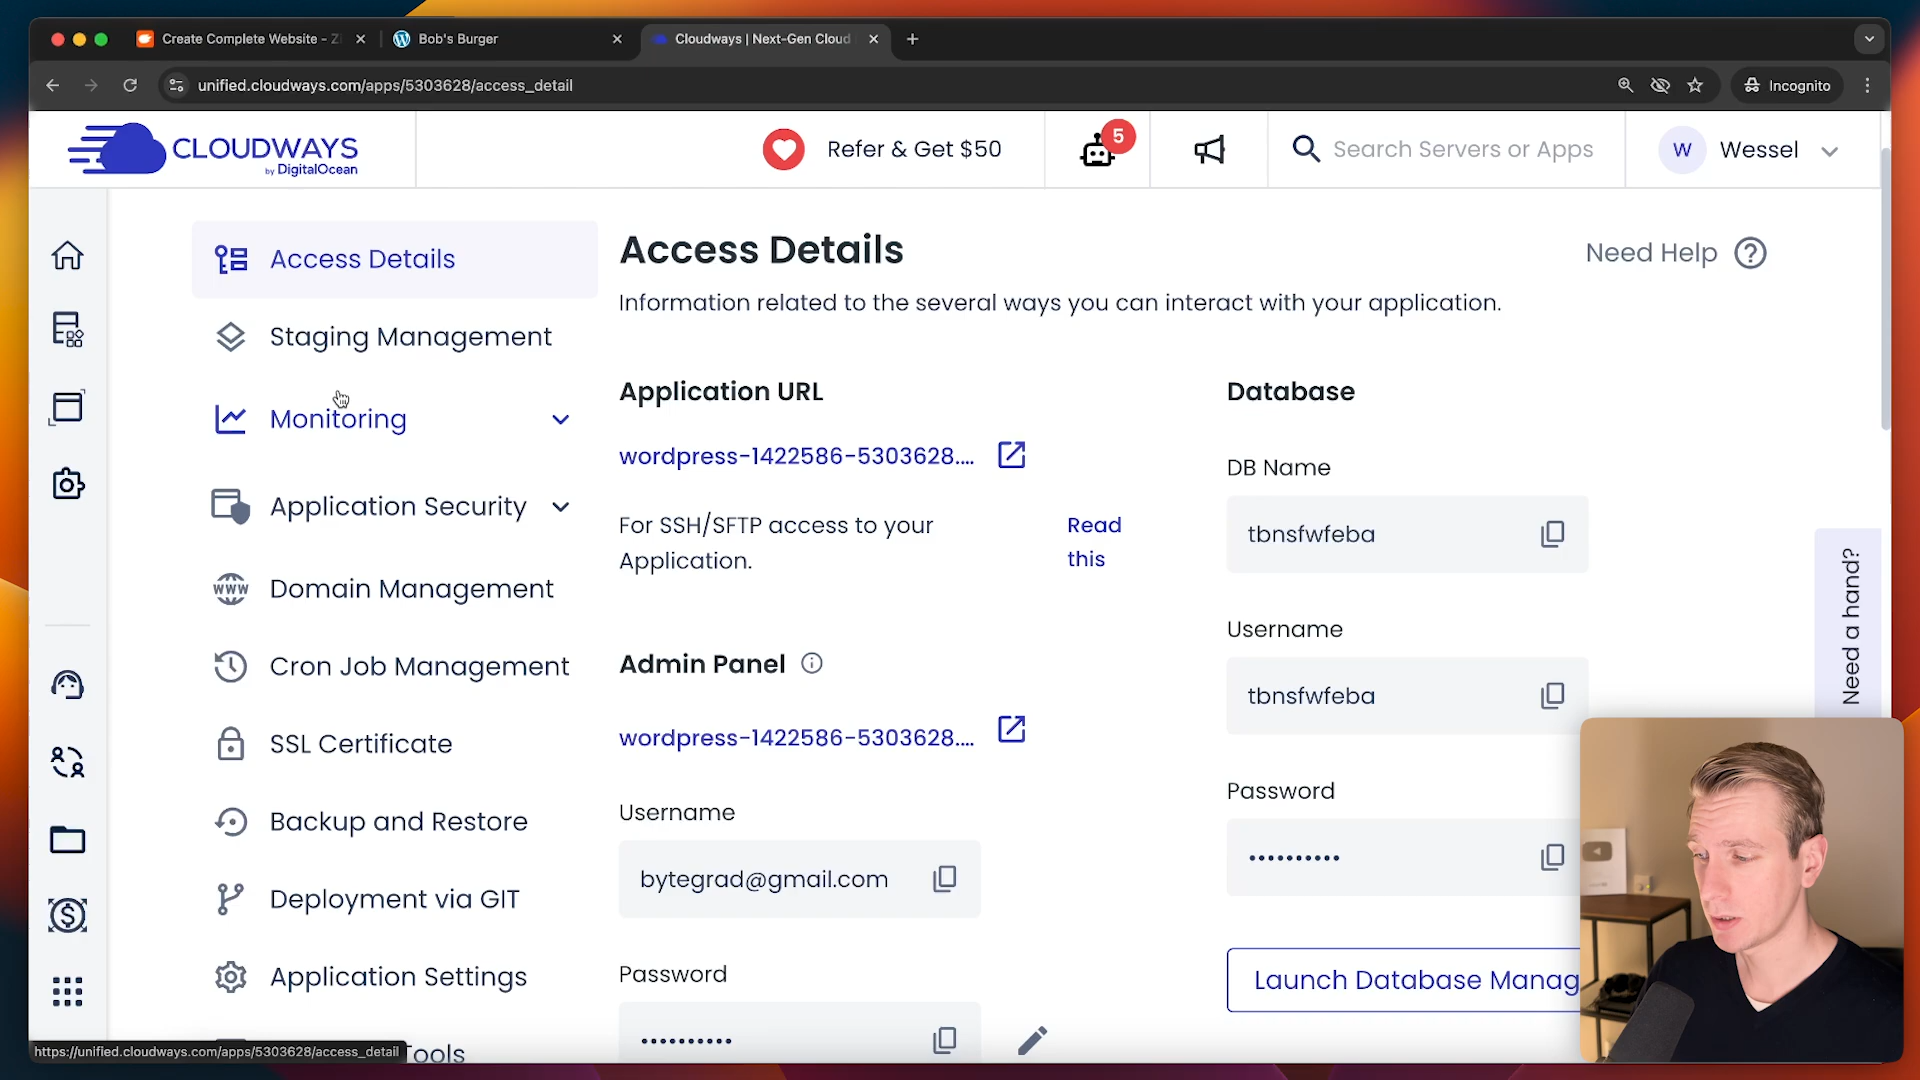 Create Complete Website - Z
Bob's Burger
Cloudways | Next-Gen Cloud
unified.cloudways.com/apps/5303628/access_detail
Incognito
CLOUDWAYS
by DigitalOcean
Refer & Get $50
5
Search Servers or Apps
W
Wessel
Access Details
Staging Management
Monitoring
Application Security
www
Domain Management
Cron Job Management
SSL Certificate
Backup and Restore
Deployment via GIT
Application Settings
Tools
https://unified.cloudways.com/apps/5303628/access_detail
Access Details
Need Help
Information related to the several ways you can interact with your application.
Application URL
wordpress-1422586-5303628....
For SSH/SFTP access to your
Application.
Read
this
Admin Panel
wordpress-1422586-5303628....
Username
bytegrad@gmail.com
Password
••••••••••
Database
DB Name
tbnsfwfeba
Username
tbnsfwfeba
Password
••••••••••
Launch Database Manag
Need a hand?